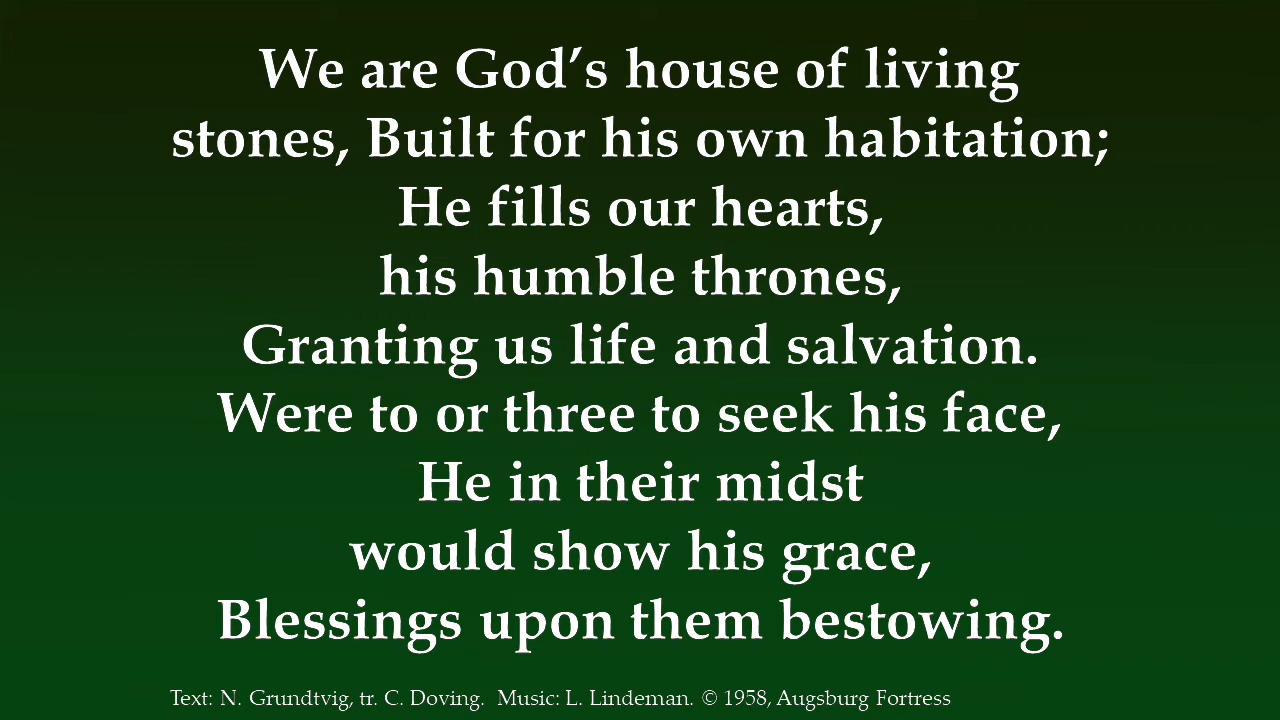 We are God’s house of living
stones, Built for his own habitation;
He fills our hearts,
his humble thrones,
Granting us life and salvation.
Were to or three to seek his face,
He in their midst
would show his grace,
Blessings upon them bestowing.
Text: N. Grundtvig, tr. C. Doving.  Music: L. Lindeman. © 1958, Augsburg Fortress